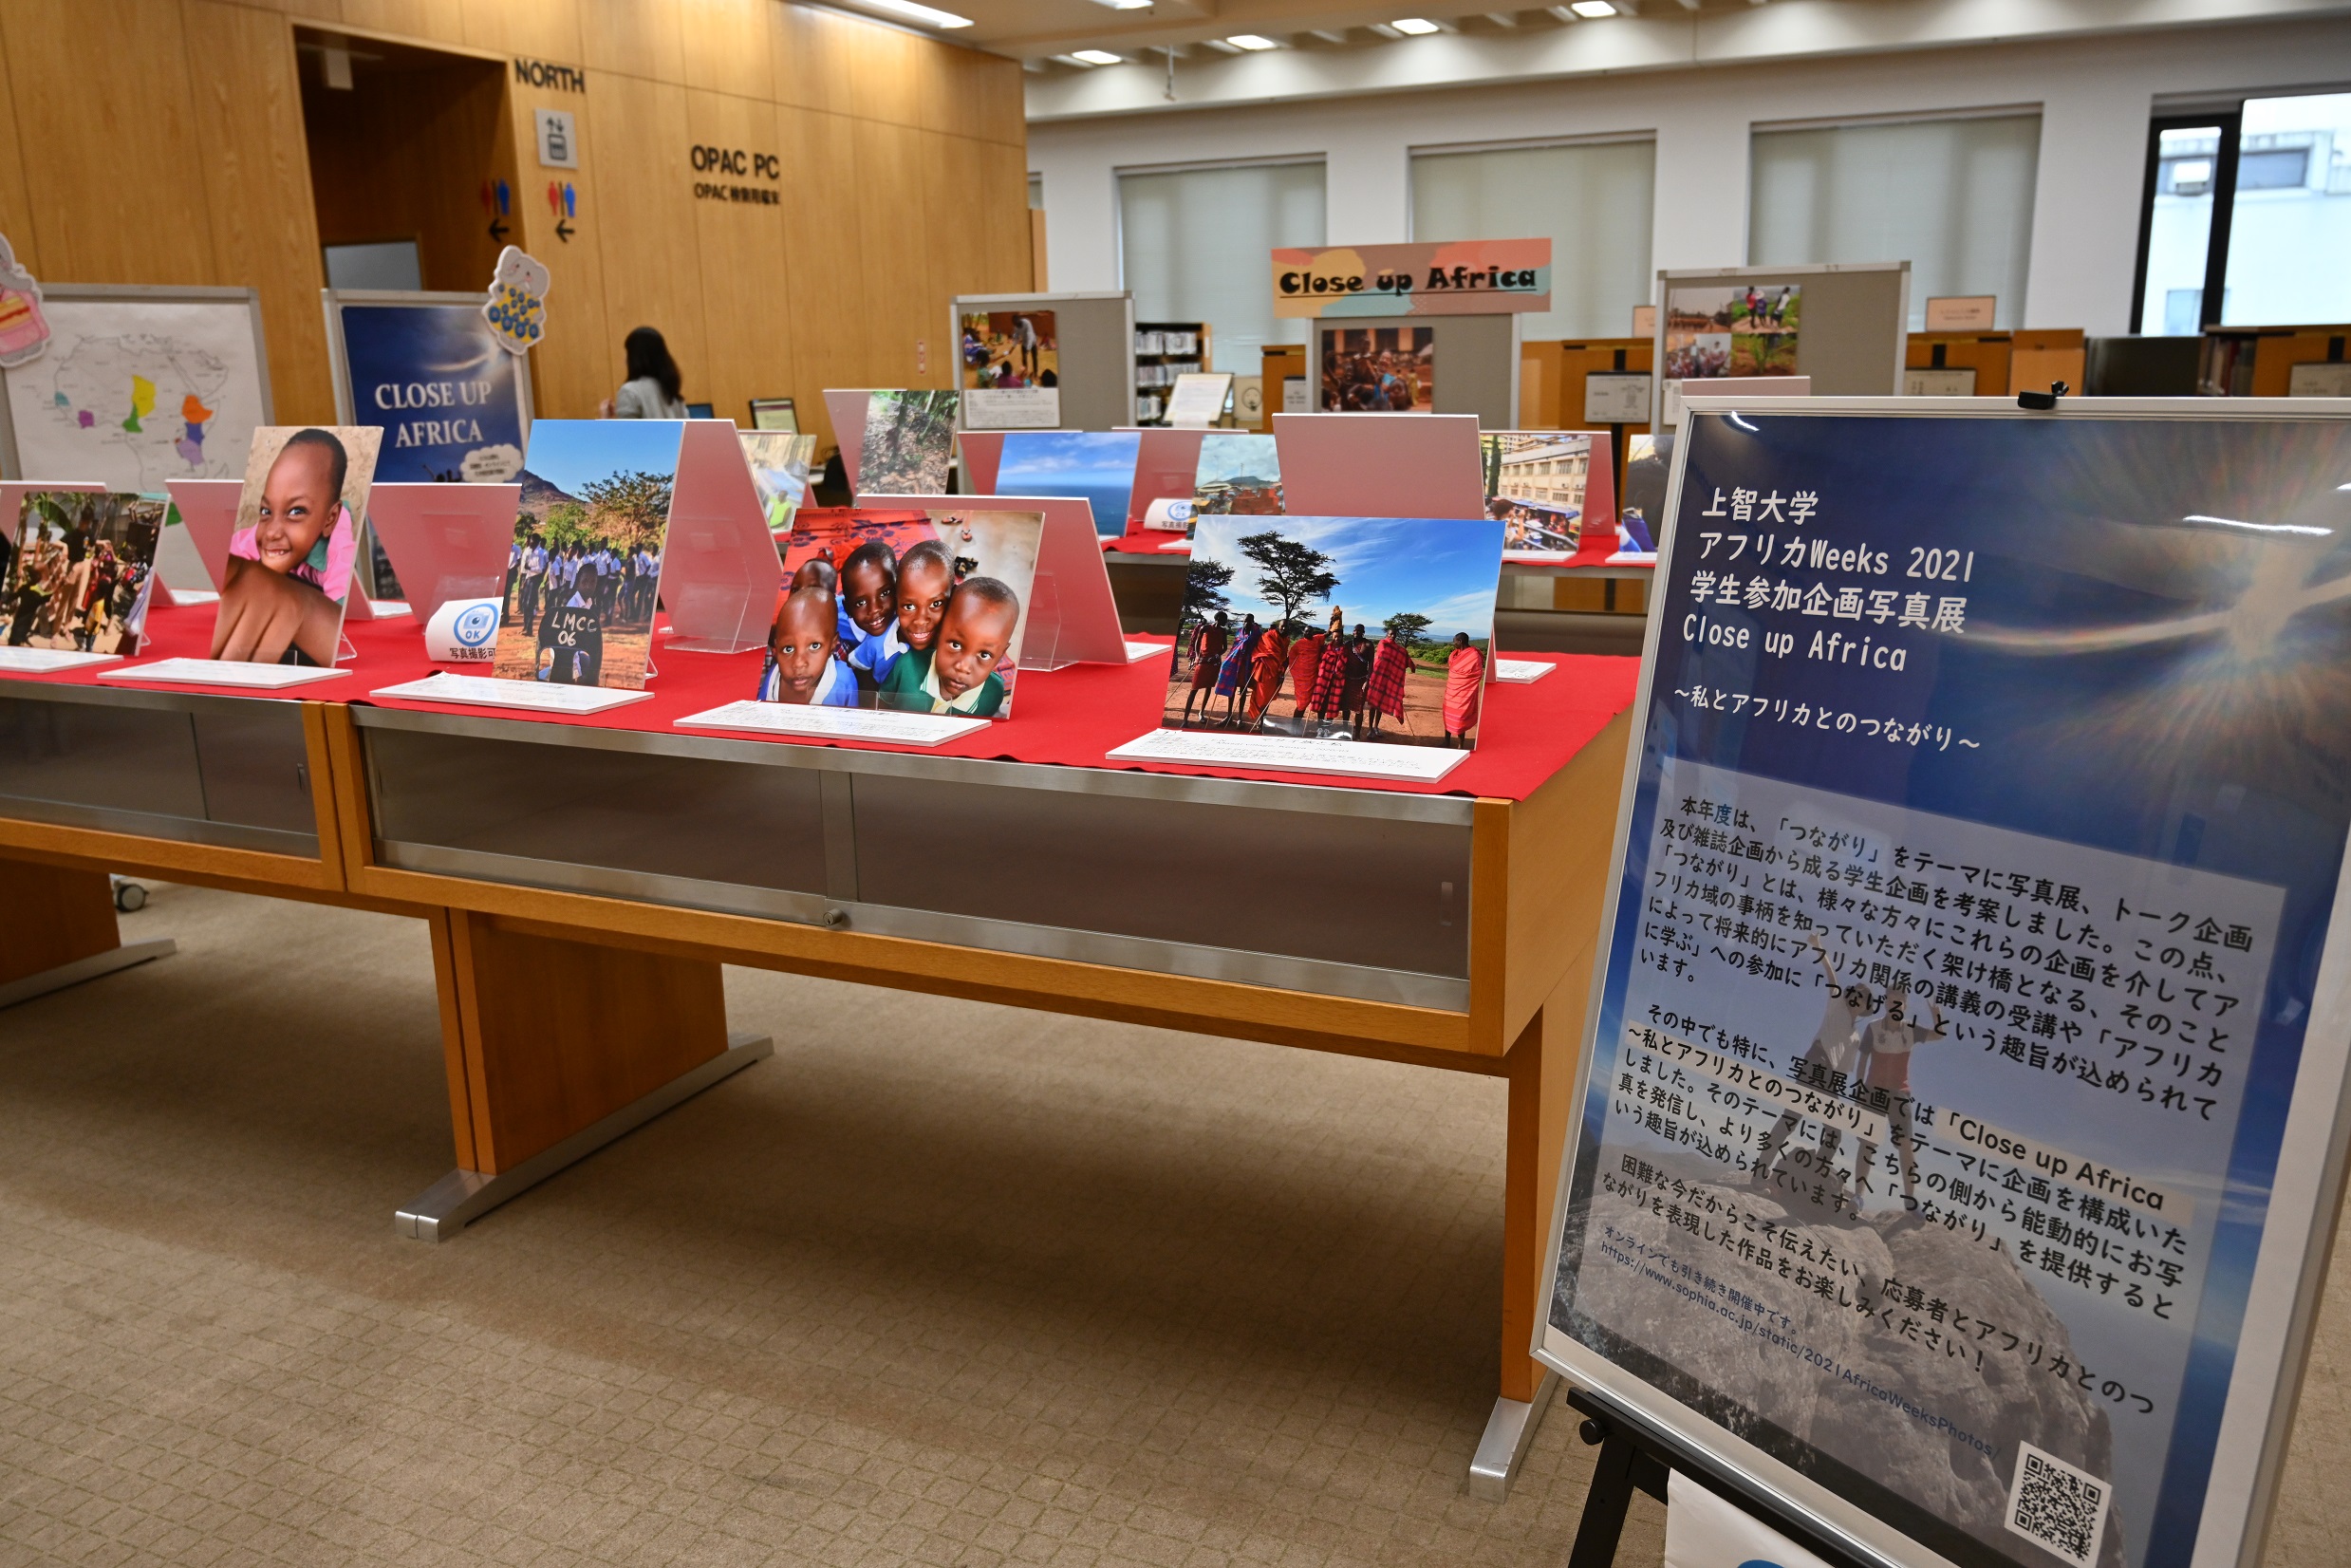 NORTH
OPAC PC
OPAC検索用端末
Close up Africa
CLOSE UP
AFRICA
LMCC
06
OK
写真撮影可
上智大学
アフリカWeeks 2021
学生参加企画写真展
Close up Africa
～私とアフリカとのつながり～
本年度は、「つながり」をテーマに写真展、トーク企画
及び雑誌企画から成る学生企画を考案しました。この点、
「つながり」とは、様々な方々にこれらの企画を介してア
フリカ域の事柄を知っていただく架け橋となる、そのこと
によって将来的にアフリカ関係の講義の受講や「アフリカ
に学ぶ」への参加に「つなげる」という趣旨が込められて
います。
その中でも特に、写真展企画では「Close up Africa
～私とアフリカとのつながり」をテーマに企画を構成いた
しました。そのテーマには、こちらの側から能動的にお写
真を発信し、より多くの方々へ「つながり」を提供すると
いう趣旨が込められています。
困難な今だからこそ伝えたい、応募者とアフリカとのつ
ながりを表現した作品をお楽しみください！
オンラインでも引き続き開催中です。
https://www.sophia.ac.jp/static/2021AfricaWeeksPhotos/